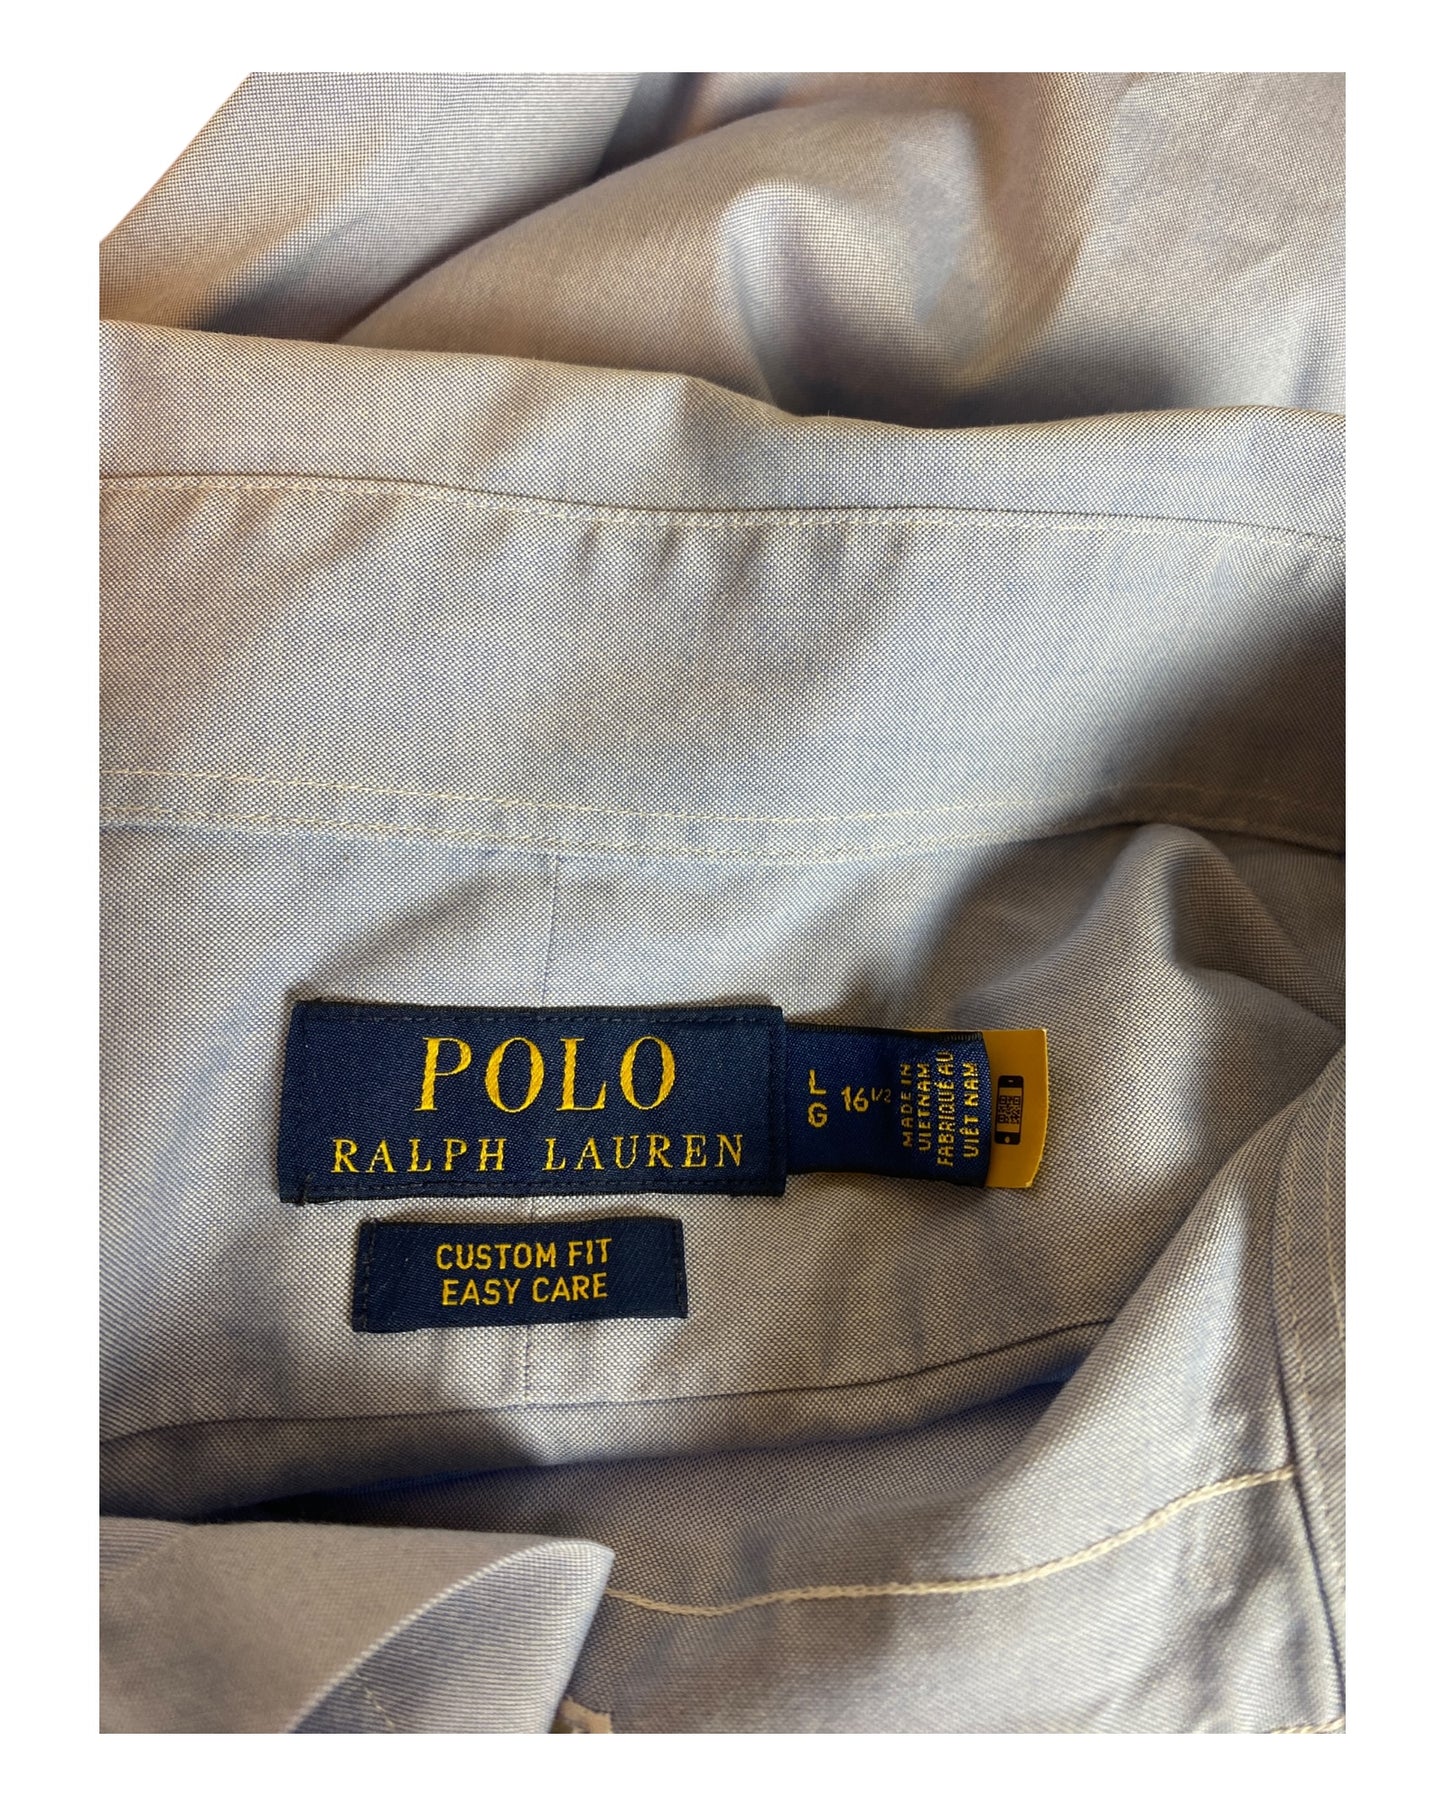 POLO
RALPH LAUREN
L
G
16 1/2
MADE IN
VIETNAM
FABRIQUÉ AU
VIÊT NAM
CUSTOM FIT
EASY CARE